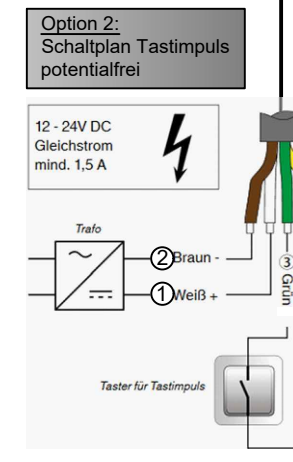 Option 2:
Schaltplan Tastimpuls
potentialfrei
12 - 24V DC
Gleichstrom
mind. 1,5 A
Trafo
② Braun -
① Weiß +
③ Grün
Taster für Tastimpuls